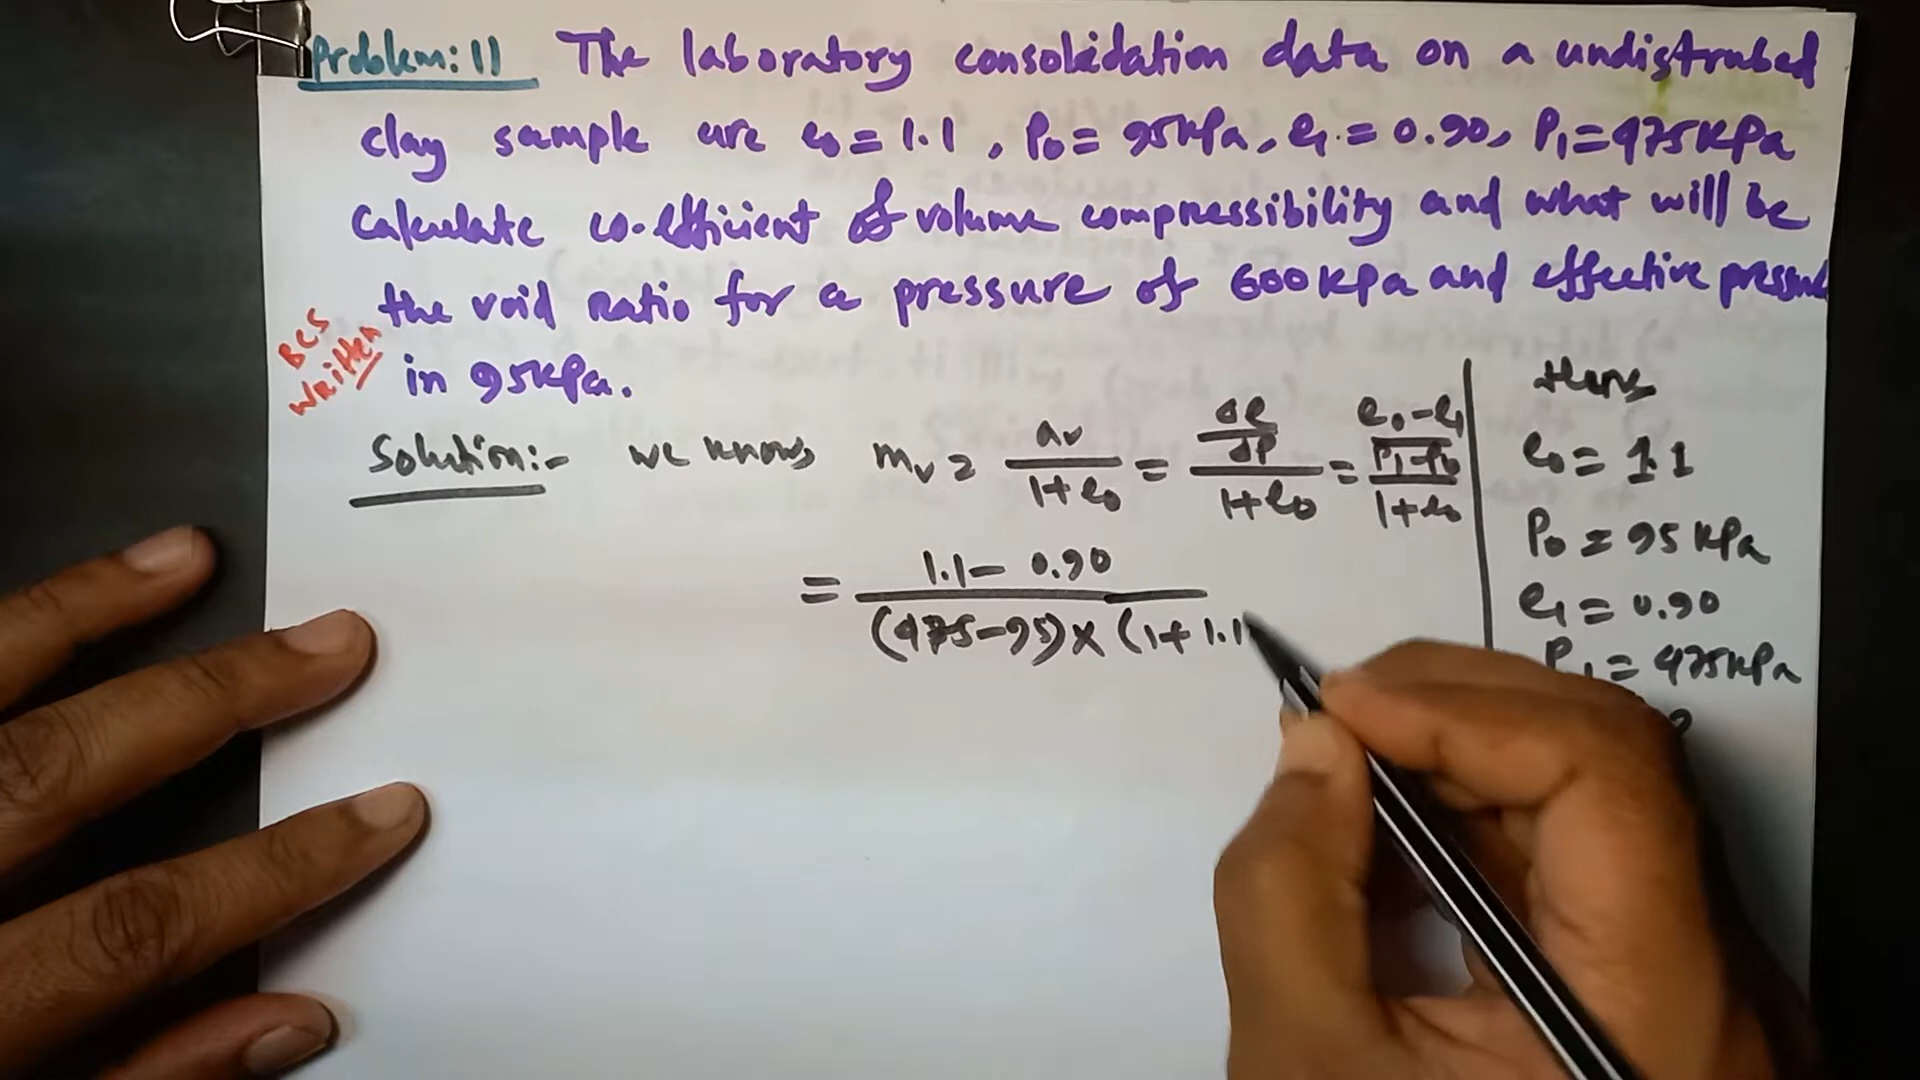 Problem: 11 The laboratory consolidation data on a undistrubed
clay sample are e₀ = 1.1, P₀ = 95kPa, e₁ = 0.90, P₁ = 475kPa
calculate co-efficient of volume compressibility and what will be
the void ratio for a pressure of 600kPa and effective pressure
in 95kPa.
BCS
Written
Solution:- we know, mv = av/(1+e₀) = (Δe/ΔP)/(1+e₀) = ((e₀-e₁)/(P₁-P₀))/(1+e₀)
= (1.1 - 0.90)/((475-95)×(1+1.1
Here
e₀ = 1.1
P₀ = 95 kPa
e₁ = 0.90
P₁ = 475kPa